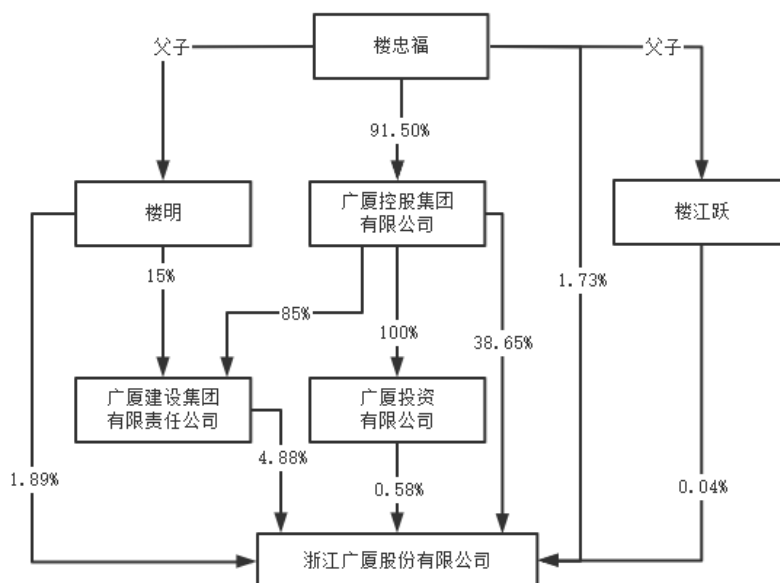 父子
楼忠福
父子
91.50%
楼明
广厦控股集团
有限公司
楼江跃
15%
85%
100%
38.65%
1.73%
广厦建设集团
有限责任公司
广厦投资
有限公司
1.89%
4.88%
0.58%
0.04%
浙江广厦股份有限公司